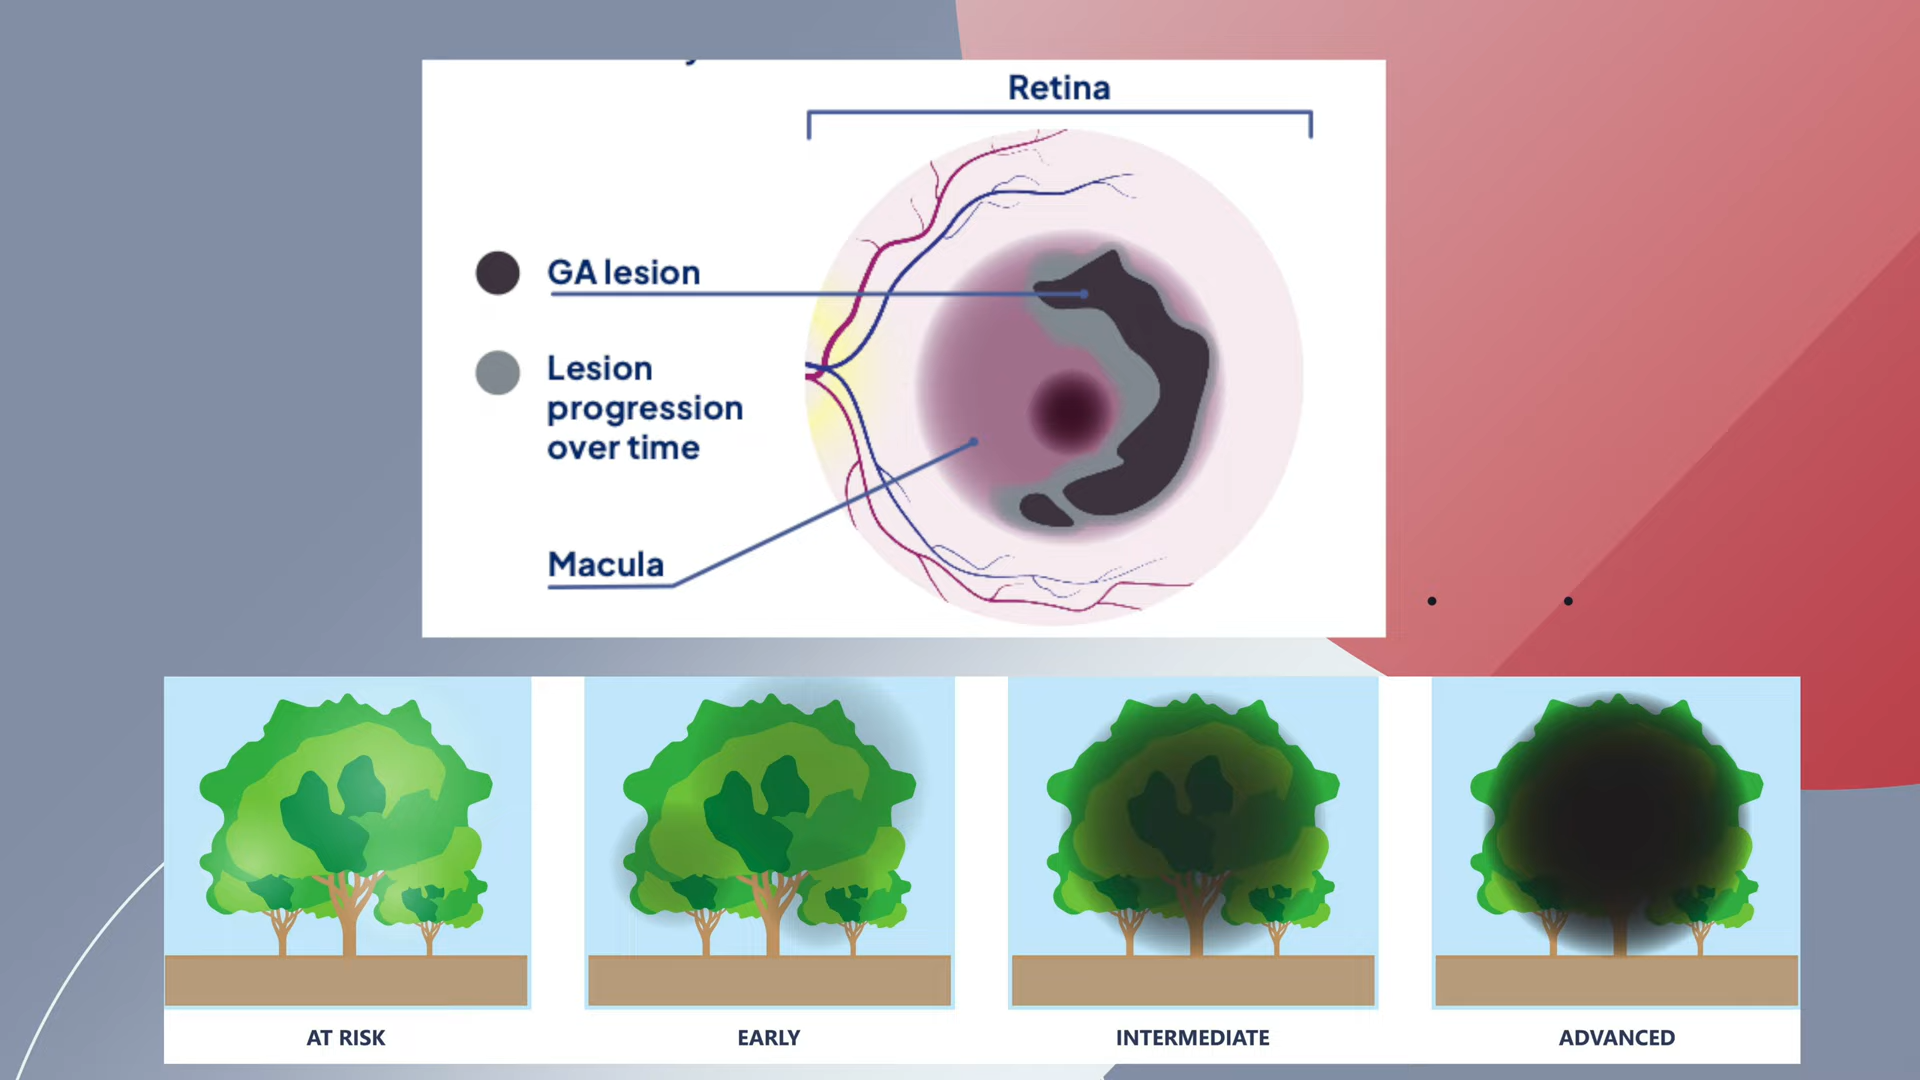 Retina
GA lesion
Lesion
progression
over time
Macula
AT RISK
EARLY
INTERMEDIATE
ADVANCED